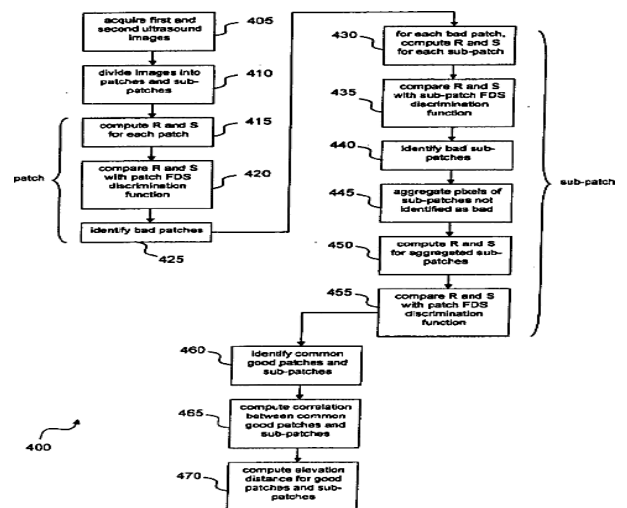 acquire first and
second ultrasound
images
405
divide images into
patches and sub-
patches
410
patch
compute R and S
for each patch
415
compare R and S
with patch FDS
discrimination
function
420
identify bad patches
425
430
for each bad patch,
compute R and S
for each sub-patch
435
compare R and S
with sub-patch FDS
discrimination
function
440
identify bad sub-
patches
445
aggregate pixels of
sub-patches not
identified as bad
sub-patch
450
compute R and S
for aggregated sub-
patches
455
compare R and S
with patch FDS
discrimination
function
460
identify common
good patches and
sub-patches
465
compute correlation
between common
good patches and
sub-patches
470
compute elevation
distance for good
patches and sub-
patches
400